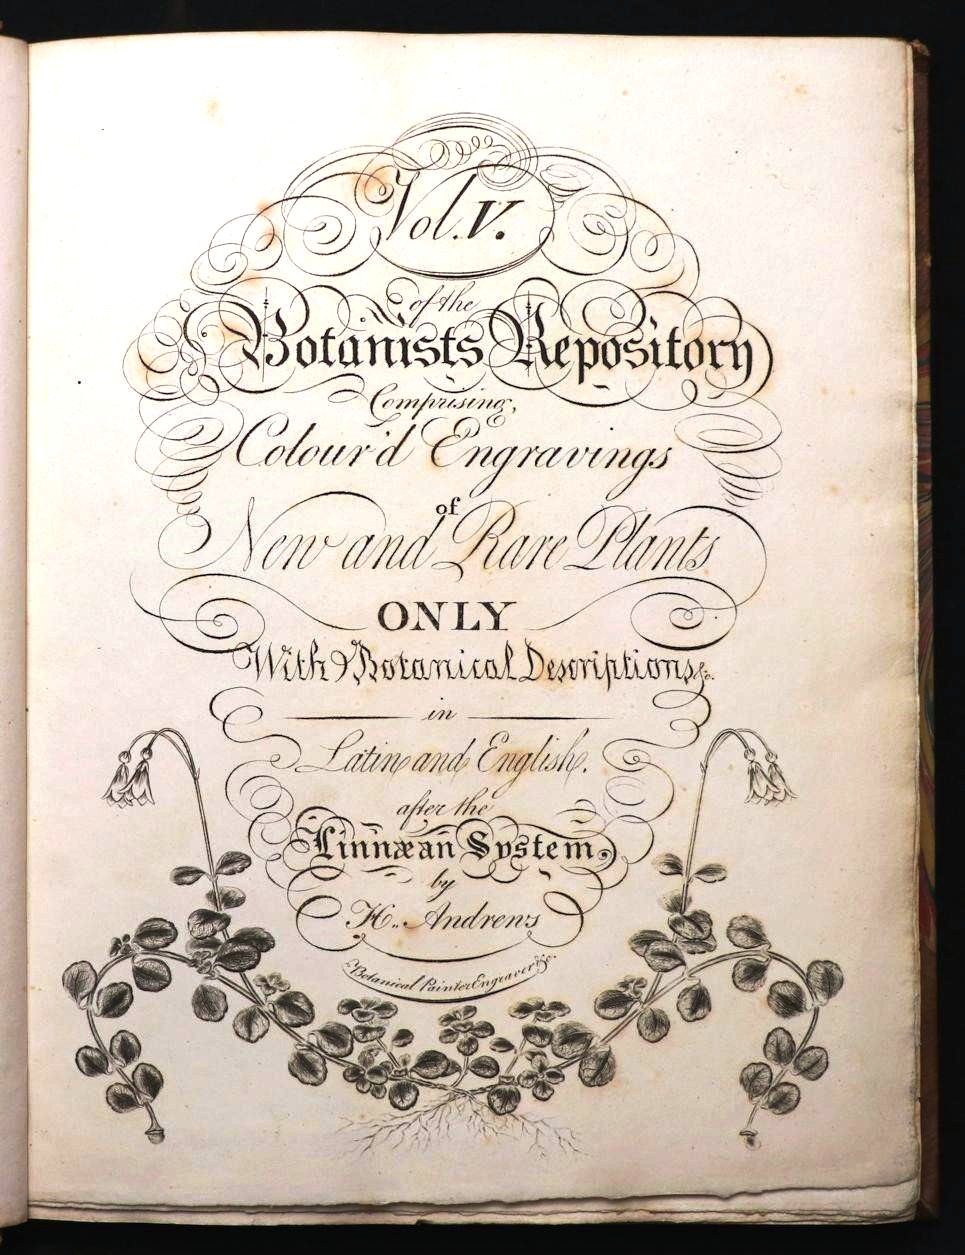 Vol. V.
of the
Botanists Repository
Comprising,
Colour'd Engravings
of
New and Rare Plants
ONLY
With Botanical Descriptions &c.
in
Latin and English.
after the
Linnæan System,
by
H,, Andrews
Botanical Painter Engraver &c.